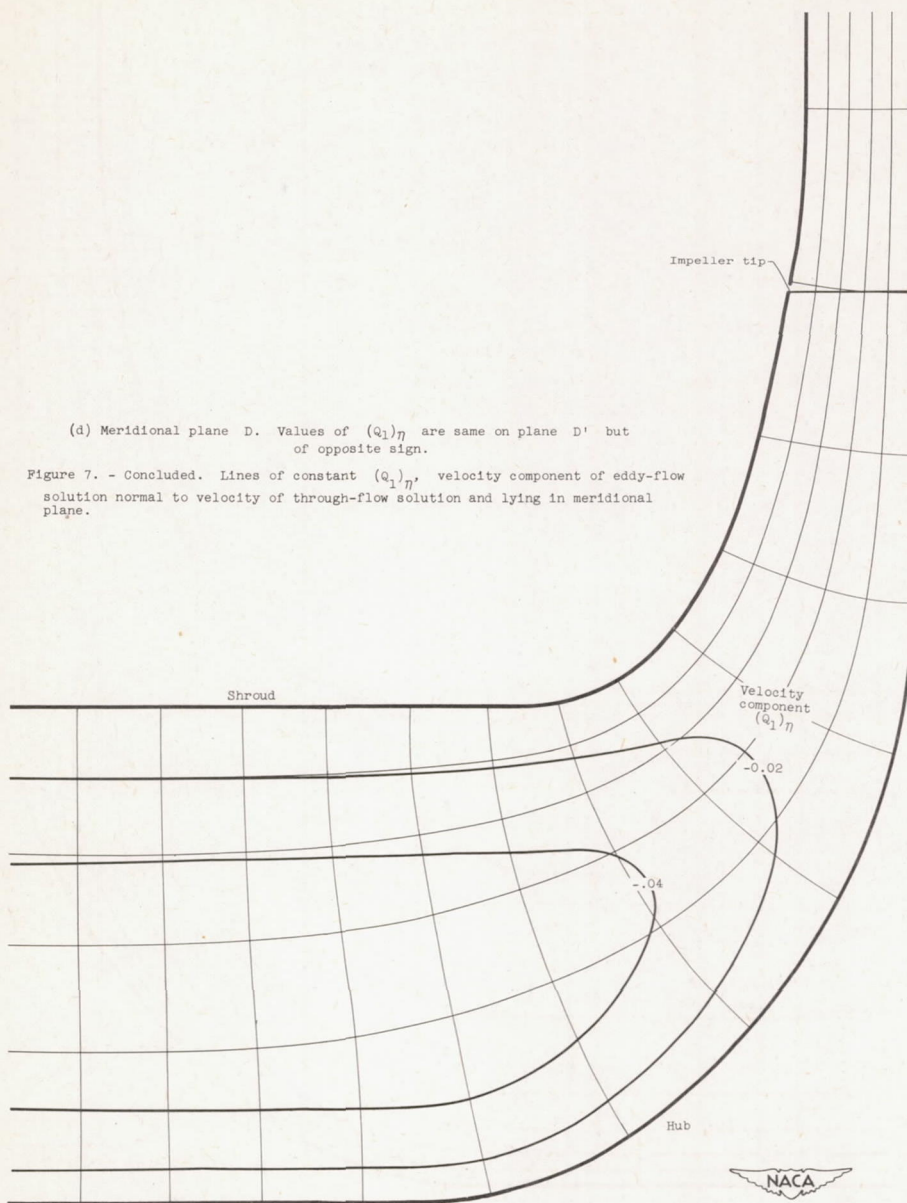 Impeller tip
(d) Meridional plane D. Values of (Q₁)η are same on plane D' but
of opposite sign.
Figure 7. - Concluded. Lines of constant (Q₁)η, velocity component of eddy-flow
solution normal to velocity of through-flow solution and lying in meridional
plane.
Shroud
Velocity
component
(Q₁)η
-0.02
-.04
Hub
NACA